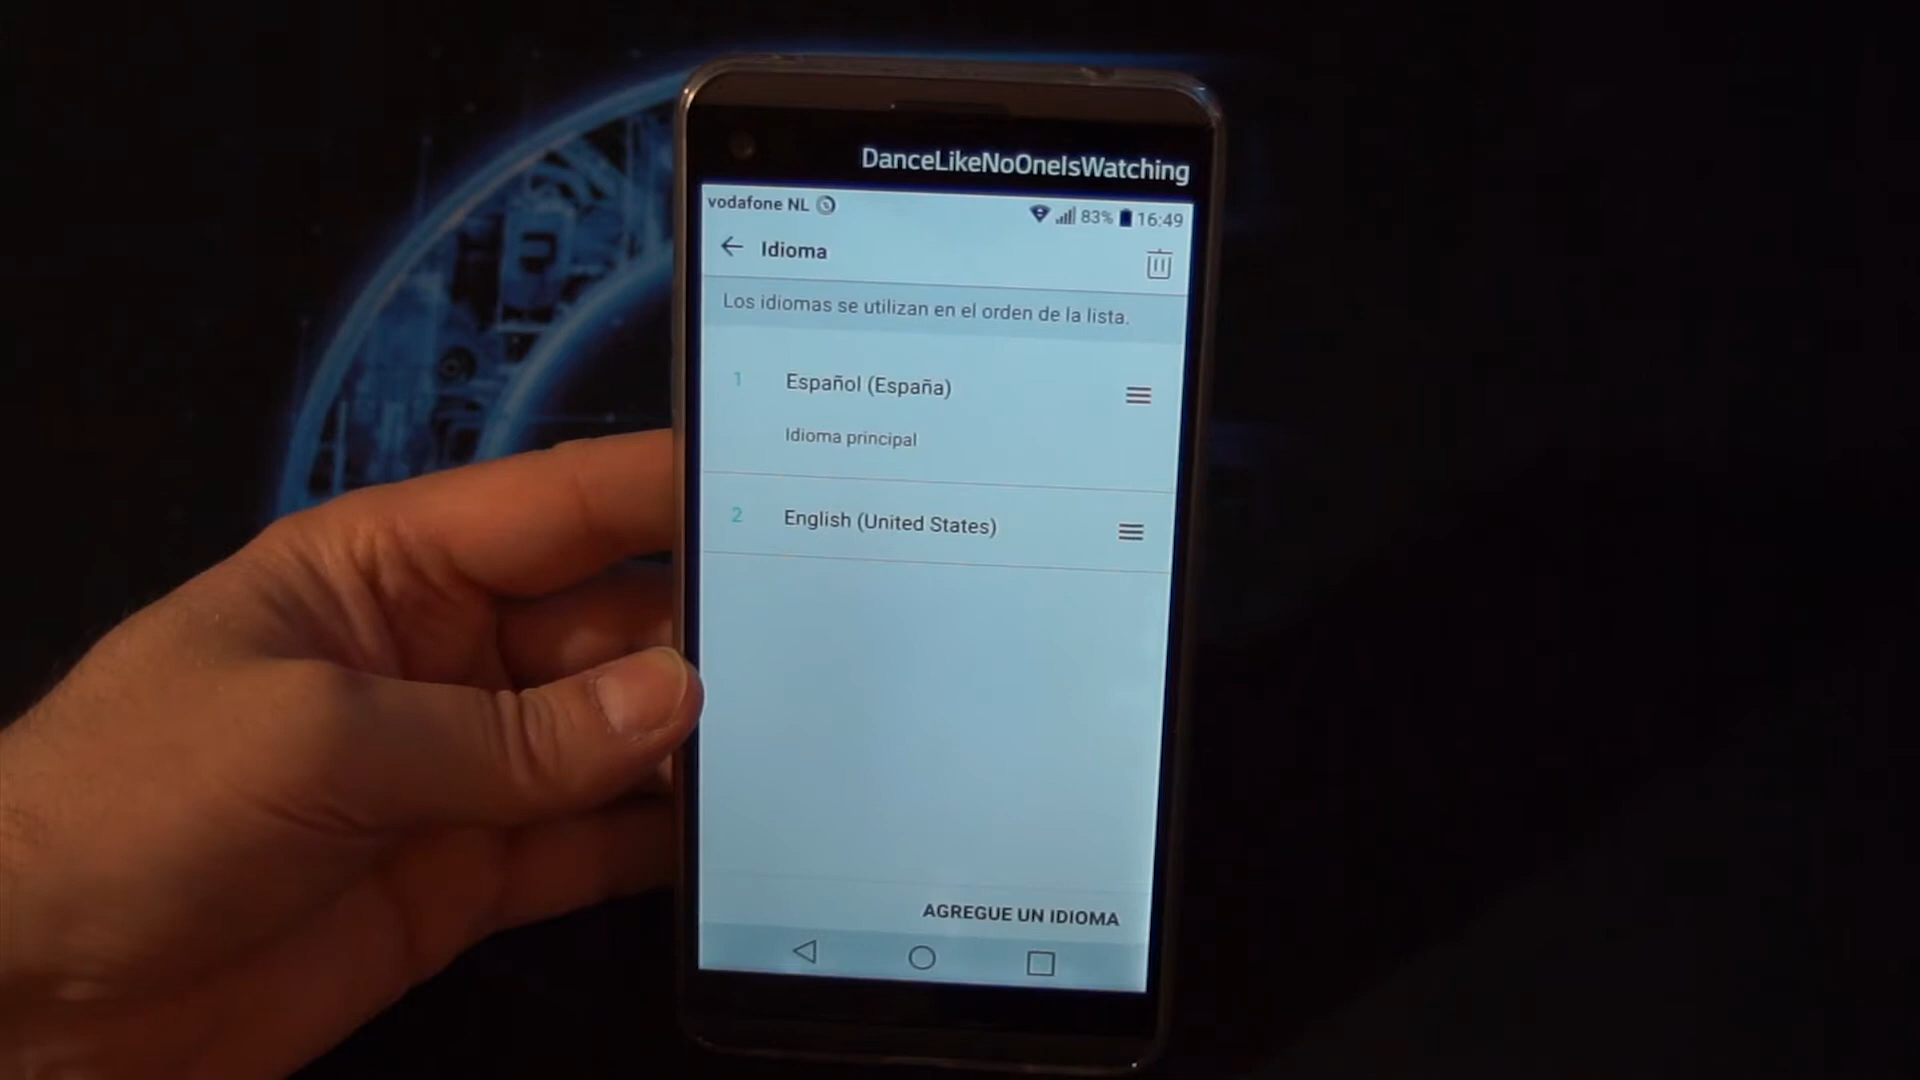 DanceLikeNoOneIsWatching
vodafone NL 83% 16:49
Idioma
Los idiomas se utilizan en el orden de la lista.
1 Español (España)
Idioma principal
2 English (United States)
AGREGUE UN IDIOMA